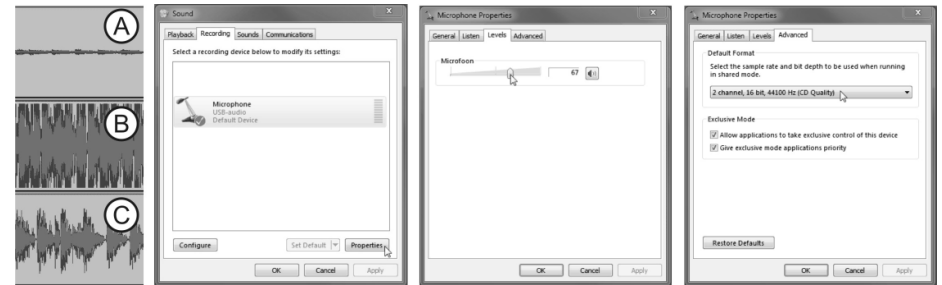 A
B
C
Sound
Playback Recording Sounds Communications
Select a recording device below to modify its settings:
Microphone
USB-audio
Default Device
Configure Set Default Properties
OK Cancel Apply
Microphone Properties
General Listen Levels Advanced
Microfoon
67
OK Cancel Apply
Microphone Properties
General Listen Levels Advanced
Default Format
Select the sample rate and bit depth to be used when running
in shared mode.
2 channel, 16 bit, 44100 Hz (CD Quality)
Exclusive Mode
Allow applications to take exclusive control of this device
Give exclusive mode applications priority
Restore Defaults
OK Cancel Apply